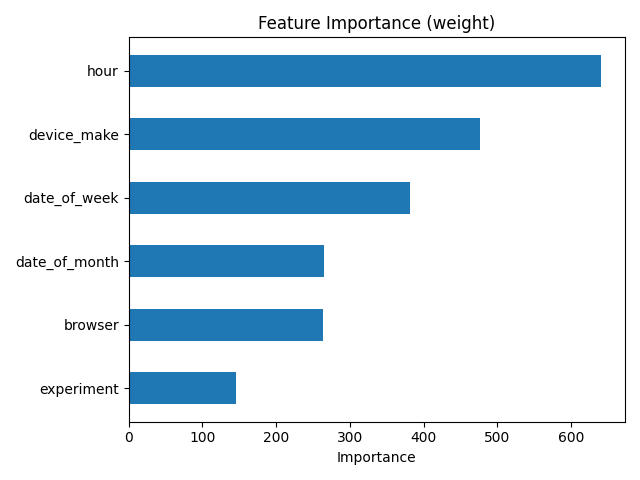 Feature Importance (weight)
hour
device_make
date_of_week
date_of_month
browser
experiment
0 100 200 300 400 500 600
Importance